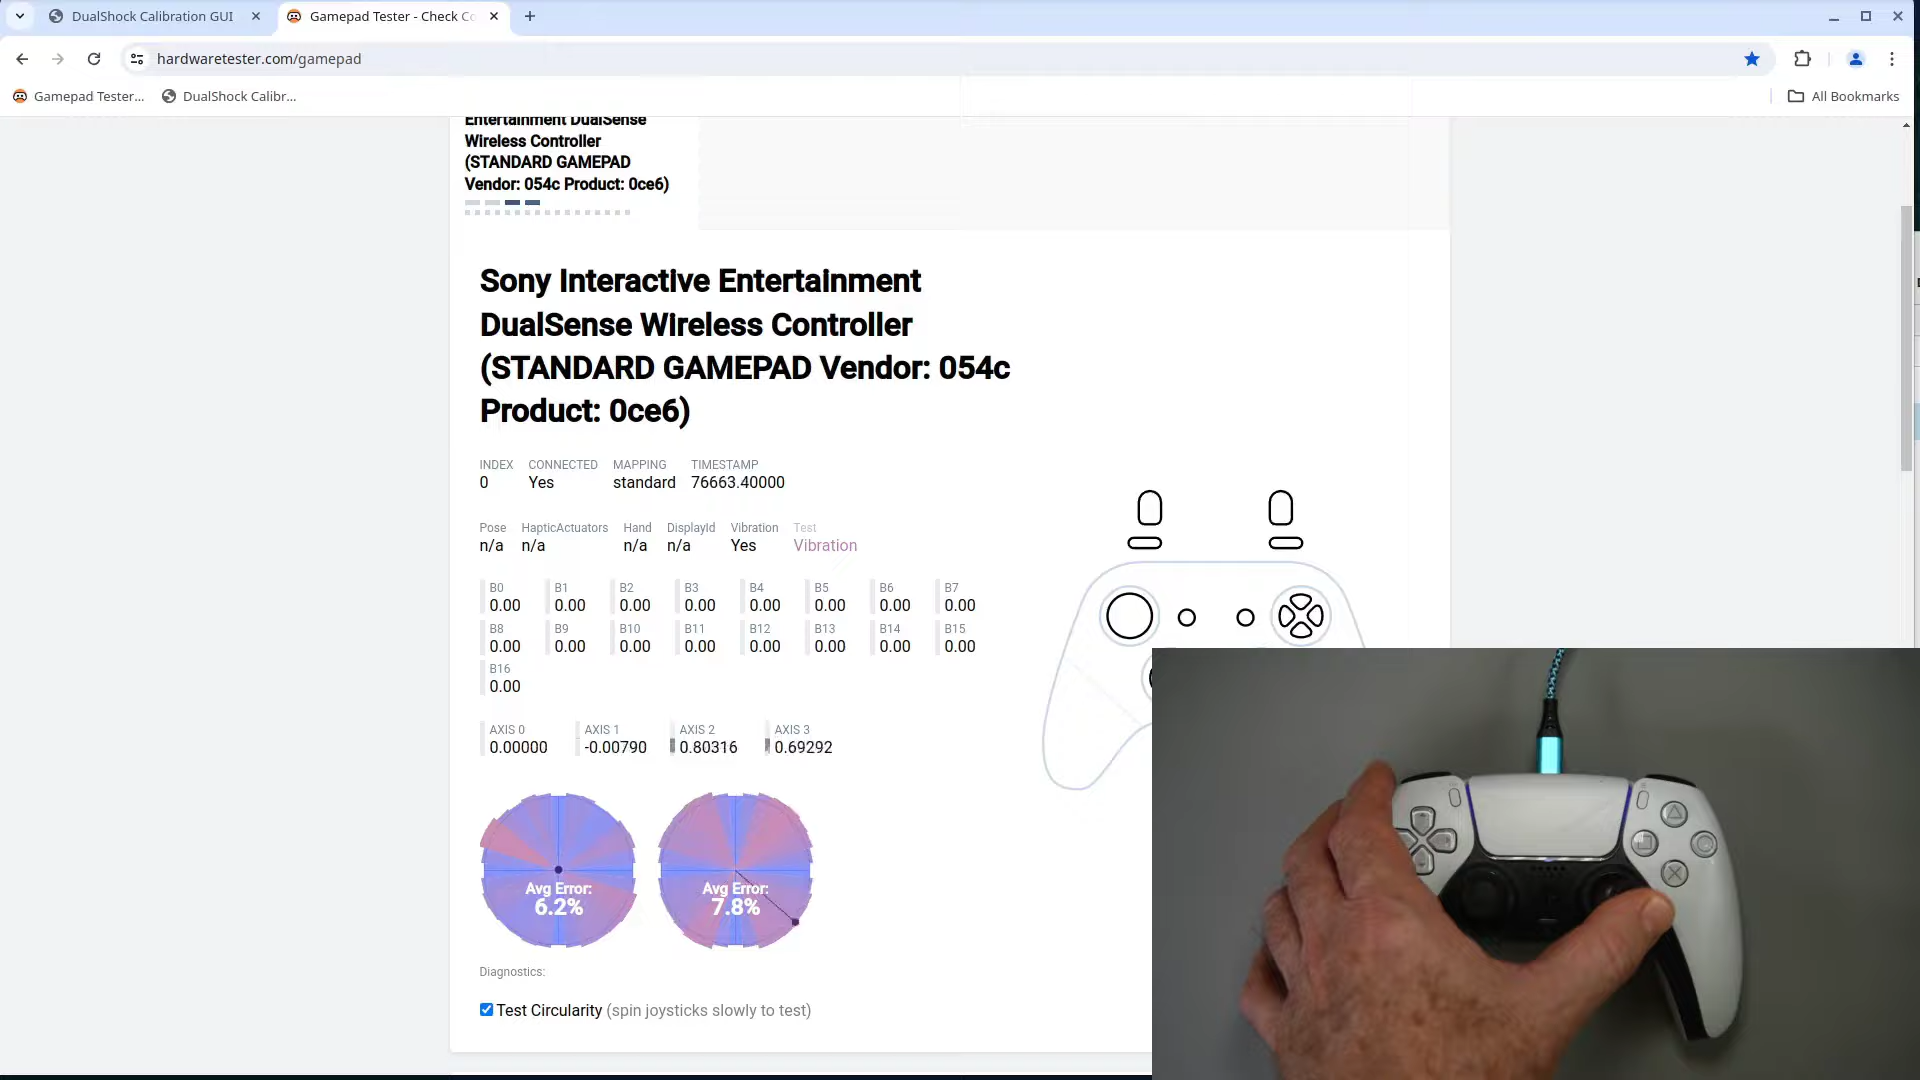 DualShock Calibration GUI
Gamepad Tester - Check Co
hardwaretester.com/gamepad
Gamepad Tester...
DualShock Calibr...
All Bookmarks
Entertainment DualSense
Wireless Controller
(STANDARD GAMEPAD
Vendor: 054c Product: 0ce6)
Sony Interactive Entertainment
DualSense Wireless Controller
(STANDARD GAMEPAD Vendor: 054c
Product: 0ce6)
INDEX CONNECTED MAPPING TIMESTAMP
0 Yes standard 76663.40000
Pose HapticActuators Hand DisplayId Vibration Test
n/a n/a n/a n/a Yes Vibration
B0 B1 B2 B3 B4 B5 B6 B7
0.00 0.00 0.00 0.00 0.00 0.00 0.00 0.00
B8 B9 B10 B11 B12 B13 B14 B15
0.00 0.00 0.00 0.00 0.00 0.00 0.00 0.00
B16
0.00
AXIS 0 AXIS 1 AXIS 2 AXIS 3
0.00000 -0.00790 0.80316 0.69292
Avg Error: Avg Error:
6.2% 7.8%
Diagnostics:
Test Circularity (spin joysticks slowly to test)